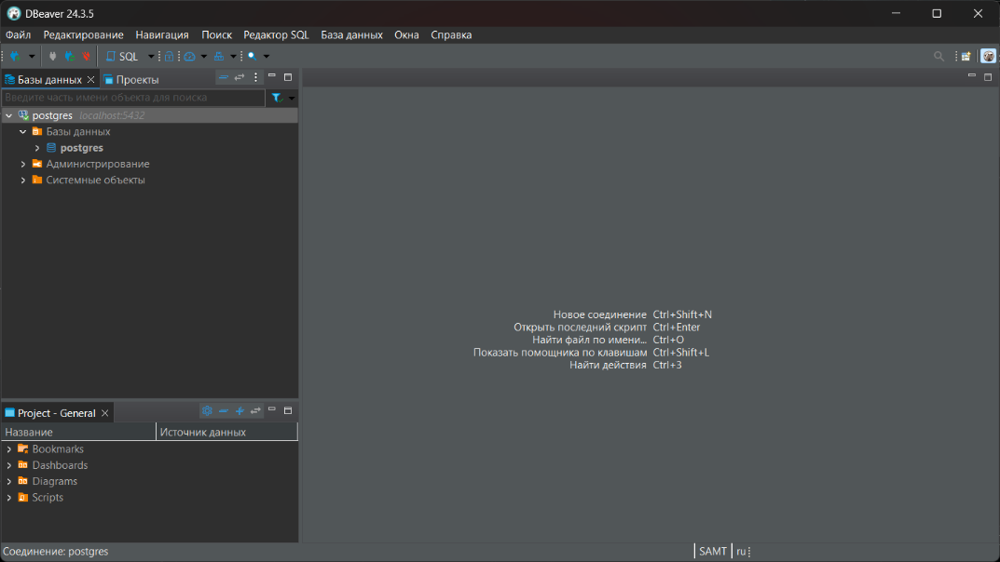 DBeaver 24.3.5
Файл Редактирование Навигация Поиск Редактор SQL База данных Окна Справка
SQL
Базы данных Проекты
Введите часть имени объекта для поиска
postgres localhost:5432
Базы данных
postgres
Администрирование
Системные объекты
Новое соединение Ctrl+Shift+N
Открыть последний скрипт Ctrl+Enter
Найти файл по имени... Ctrl+O
Показать помощника по клавишам Ctrl+Shift+L
Найти действия Ctrl+3
Project - General
Название Источник данных
Bookmarks
Dashboards
Diagrams
Scripts
Соединение: postgres SAMT ru